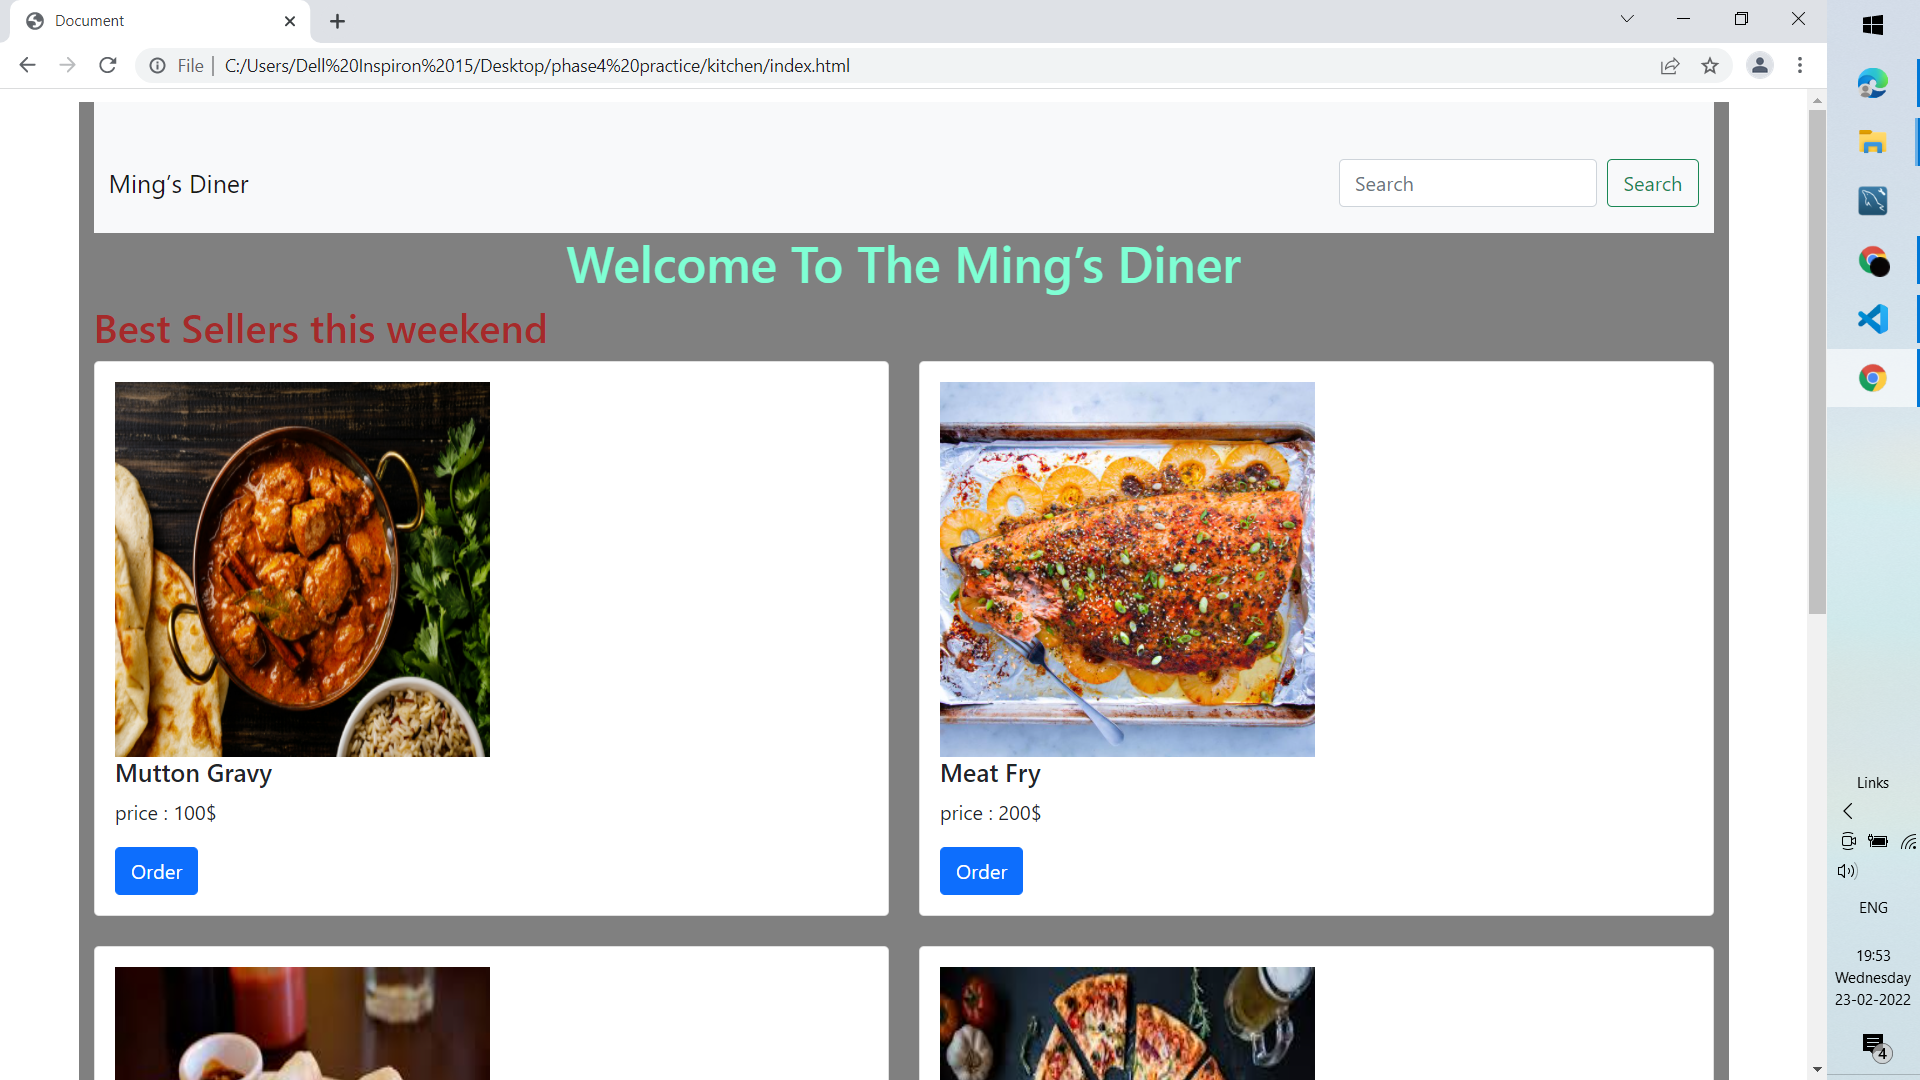 Document
File
C:/Users/Dell%20Inspiron%2015/Desktop/phase4%20practice/kitchen/index.html
Ming’s Diner
Search
Search
Welcome To The Ming’s Diner
Best Sellers this weekend
Mutton Gravy
price : 100$
Order
Meat Fry
price : 200$
Order
Links
ENG
19:53
Wednesday
23-02-2022
4